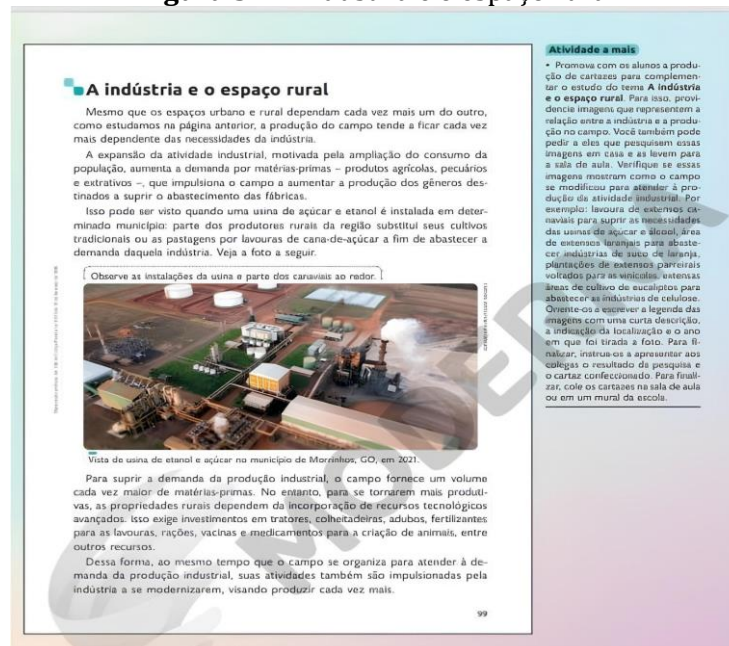 A indústria e o espaço rural
Mesmo que os espaços urbano e rural dependam cada vez mais um do outro,
como estudamos na página anterior, a produção do campo tende a ficar cada vez
mais dependente das necessidades da indústria.
A expansão da atividade industrial, motivada pela ampliação do consumo da
população, aumenta a demanda por matérias-primas – produtos agrícolas, pecuários
e extrativos –, que impulsiona o campo a aumentar a produção dos gêneros des-
tinados a suprir o abastecimento das fábricas.
Isso pode ser visto quando uma usina de açúcar e etanol é instalada em deter-
minado município: parte dos produtores rurais da região substitui seus cultivos
tradicionais ou as pastagens por lavouras de cana-de-açúcar a fim de abastecer a
demanda daquela indústria. Veja a foto a seguir.
Observe as instalações da usina e parte dos canaviais ao redor.
Vista de usina de etanol e açúcar no município de Morrinhos, GO, em 2021.
Para suprir a demanda da produção industrial, o campo fornece um volume
cada vez maior de matérias-primas. No entanto, para se tornarem mais produti-
vas, as propriedades rurais dependem da incorporação de recursos tecnológicos
avançados. Isso exige investimentos em tratores, colheitadeiras, adubos, fertilizantes
para as lavouras, rações, vacinas e medicamentos para a criação de animais, entre
outros recursos.
Dessa forma, ao mesmo tempo que o campo se organiza para atender à de-
manda da produção industrial, suas atividades também são impulsionadas pela
indústria a se modernizarem, visando produzir cada vez mais.
99
Atividade a mais
• Promova com os alunos a produ-
ção de cartazes para complemen-
tar o estudo do tema A indústria
e o espaço rural. Para isso, provi-
dencie imagens que representem a
relação entre a indústria e a produ-
ção no campo. Você também pode
pedir a eles que pesquisem essas
imagens em casa e as levem para
a sala de aula. Verifique se essas
imagens mostram como o campo
se modificou para atender à pro-
dução da atividade industrial. Por
exemplo: lavoura de extensos ca-
naviais para suprir as necessidades
das usinas de açúcar e álcool, área
de extensos laranjais para abaste-
cer indústrias de suco de laranja,
plantações de extensos parreirais
voltados para as vinícolas, extensas
áreas de cultivo de eucaliptos para
abastecer as indústrias de celulose.
Oriente-os a escrever a legenda das
imagens com uma curta descrição,
a indicação da localização e o ano
em que foi tirada a foto. Para fi-
nalizar, instrua-os a apresentar aos
colegas o resultado da pesquisa e
o cartaz confeccionado. Para finali-
zar, cole os cartazes na sala de aula
ou em um mural da escola.
MODERNA